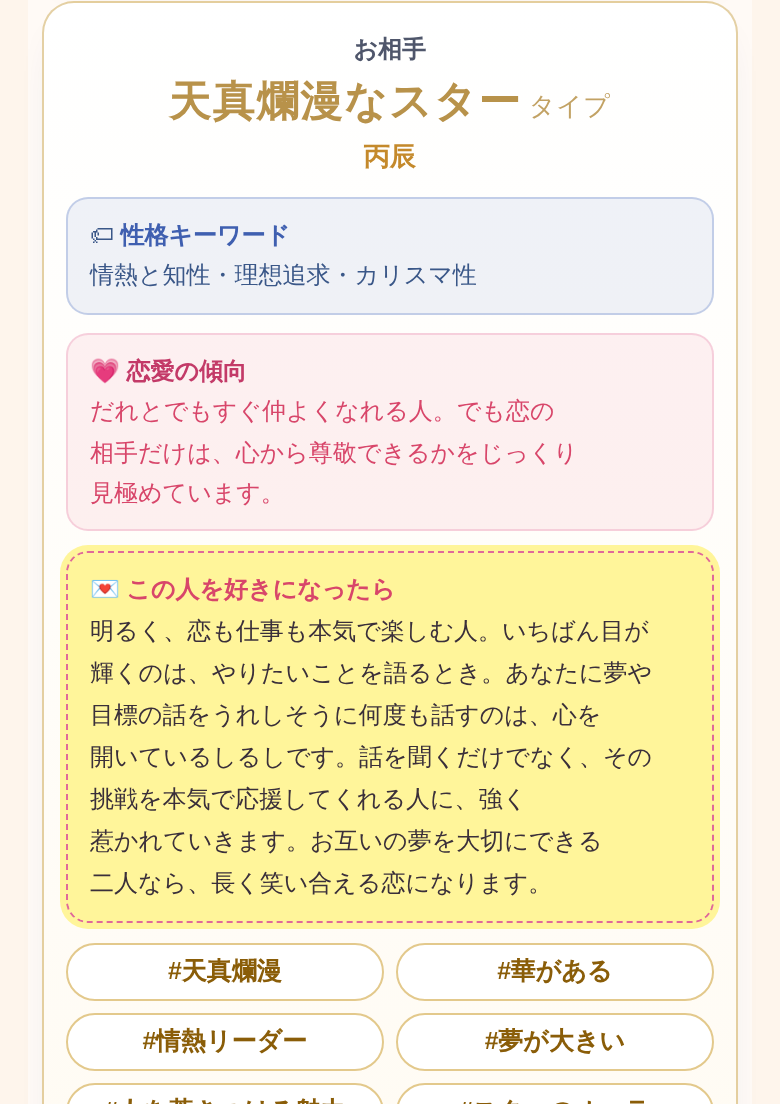 お相手
天真爛漫なスター タイプ
丙辰
性格キーワード
情熱と知性・理想追求・カリスマ性
恋愛の傾向
だれとでもすぐ仲よくなれる人。でも恋の
相手だけは、心から尊敬できるかをじっくり
見極めています。
この人を好きになったら
明るく、恋も仕事も本気で楽しむ人。いちばん目が
輝くのは、やりたいことを語るとき。あなたに夢や
目標の話をうれしそうに何度も話すのは、心を
開いているしるしです。話を聞くだけでなく、その
挑戦を本気で応援してくれる人に、強く
惹かれていきます。お互いの夢を大切にできる
二人なら、長く笑い合える恋になります。
#天真爛漫
#華がある
#情熱リーダー
#夢が大きい